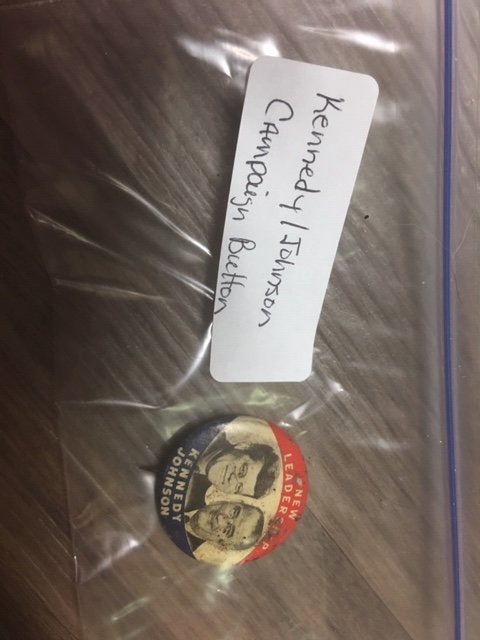 Kennedy/Johnson
Campaign Button
NEW
LEADERSHIP
KENNEDY
JOHNSON